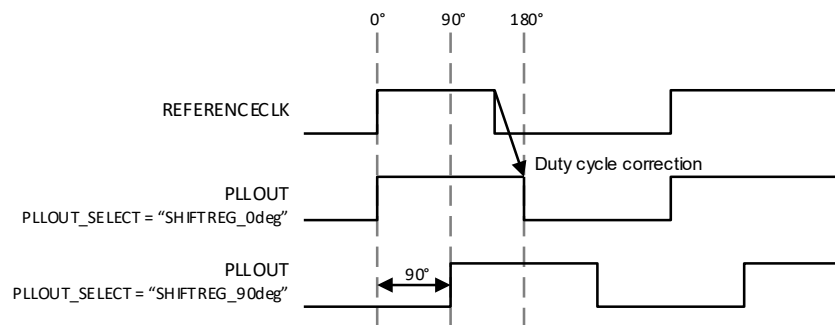 0° 90° 180°
REFERENCECLK
Duty cycle correction
PLLOUT
PLLOUT_SELECT = “SHIFTREG_0deg”
PLLOUT
90°
PLLOUT_SELECT = “SHIFTREG_90deg”